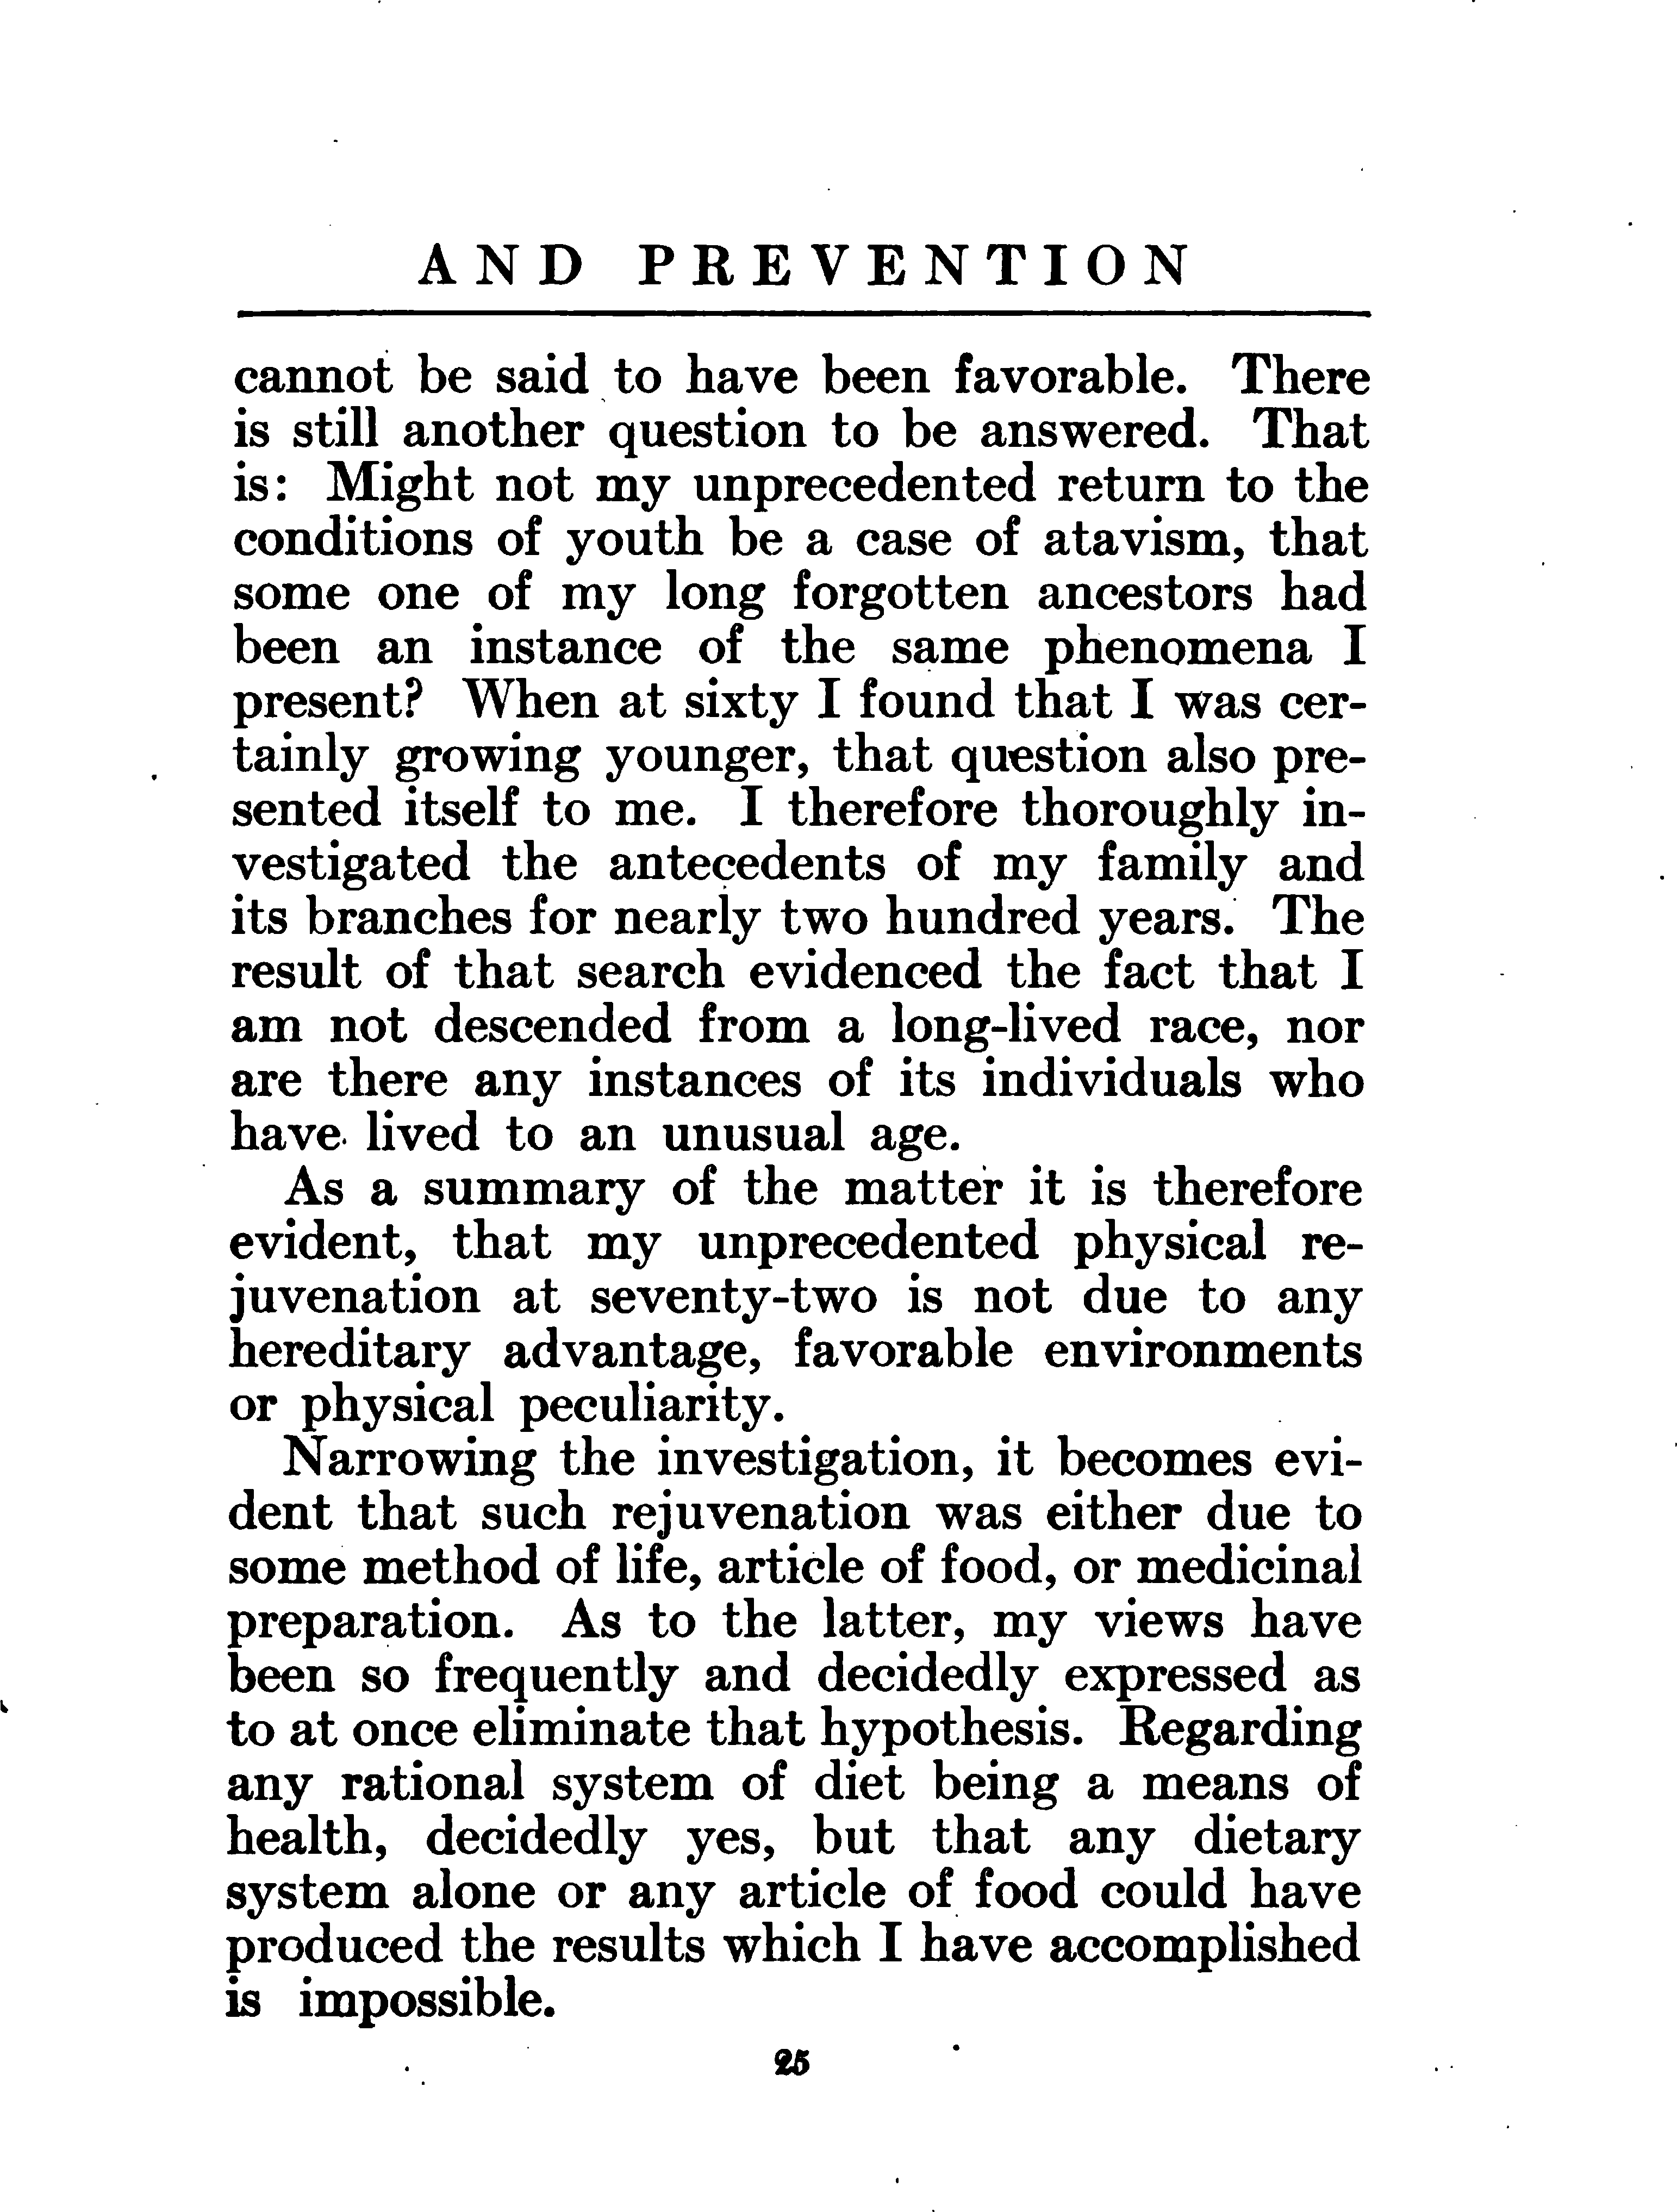 AND PREVENTION
cannot be said to have been favorable. There
is still another question to be answered. That
is: Might not my unprecedented return to the
conditions of youth be a case of atavism, that
some one of my long forgotten ancestors had
been an instance of the same phenomena I
present? When at sixty I found that I was cer-
tainly growing younger, that question also pre-
sented itself to me. I therefore thoroughly in-
vestigated the antecedents of my family and
its branches for nearly two hundred years. The
result of that search evidenced the fact that I
am not descended from a long-lived race, nor
are there any instances of its individuals who
have lived to an unusual age.
As a summary of the matter it is therefore
evident, that my unprecedented physical re-
juvenation at seventy-two is not due to any
hereditary advantage, favorable environments
or physical peculiarity.
Narrowing the investigation, it becomes evi-
dent that such rejuvenation was either due to
some method of life, article of food, or medicinal
preparation. As to the latter, my views have
been so frequently and decidedly expressed as
to at once eliminate that hypothesis. Regarding
any rational system of diet being a means of
health, decidedly yes, but that any dietary
system alone or any article of food could have
produced the results which I have accomplished
is impossible.
25